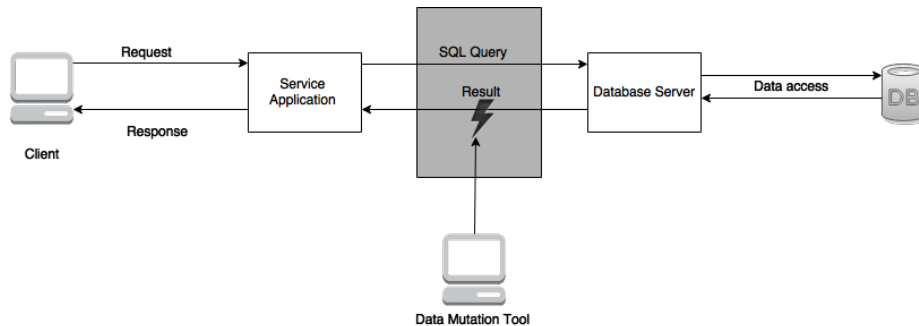 Request
SQL Query
Service
Application
Result
Database Server
Data access
DB
Response
Client
Data Mutation Tool